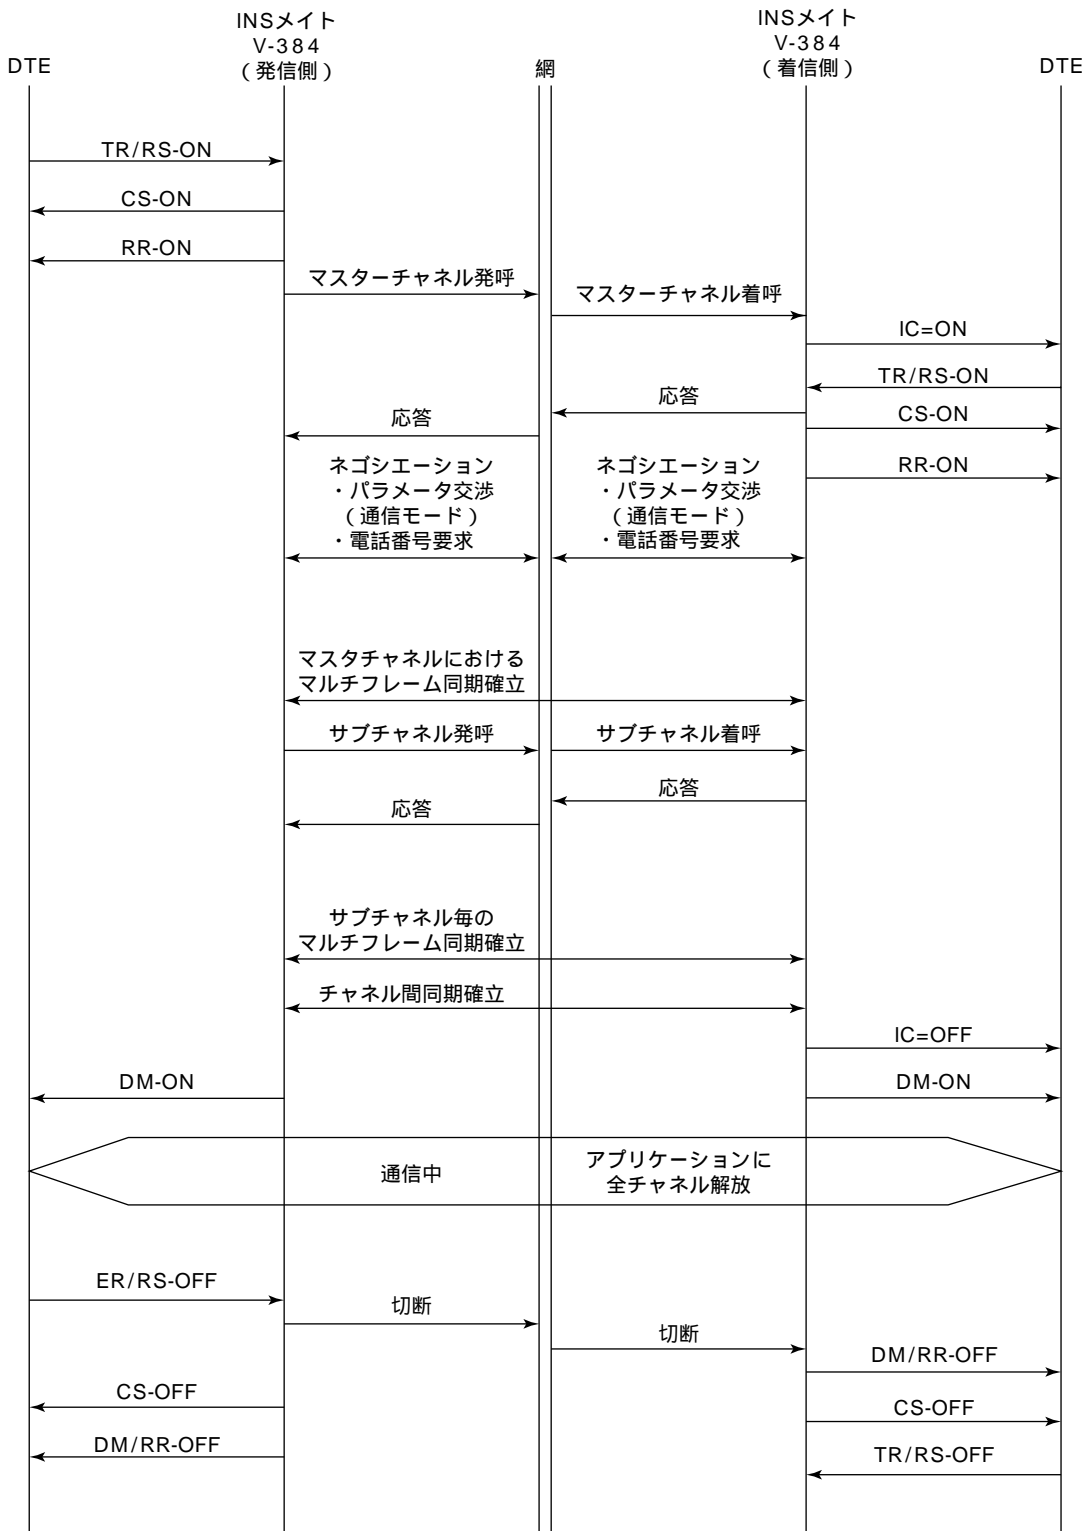 INSメイト
V-384
（発信側）
INSメイト
V-384
（着信側）
DTE
網
DTE
TR/RS-ON
CS-ON
RR-ON
マスターチャネル発呼
マスターチャネル着呼
IC=ON
TR/RS-ON
応答
CS-ON
応答
ネゴシエーション
・パラメータ交渉
（通信モード）
・電話番号要求
ネゴシエーション
・パラメータ交渉
（通信モード）
・電話番号要求
RR-ON
マスタチャネルにおける
マルチフレーム同期確立
サブチャネル発呼
サブチャネル着呼
応答
応答
サブチャネル毎の
マルチフレーム同期確立
チャネル間同期確立
IC=OFF
DM-ON
DM-ON
通信中
アプリケーションに
全チャネル解放
ER/RS-OFF
切断
切断
DM/RR-OFF
CS-OFF
CS-OFF
DM/RR-OFF
TR/RS-OFF